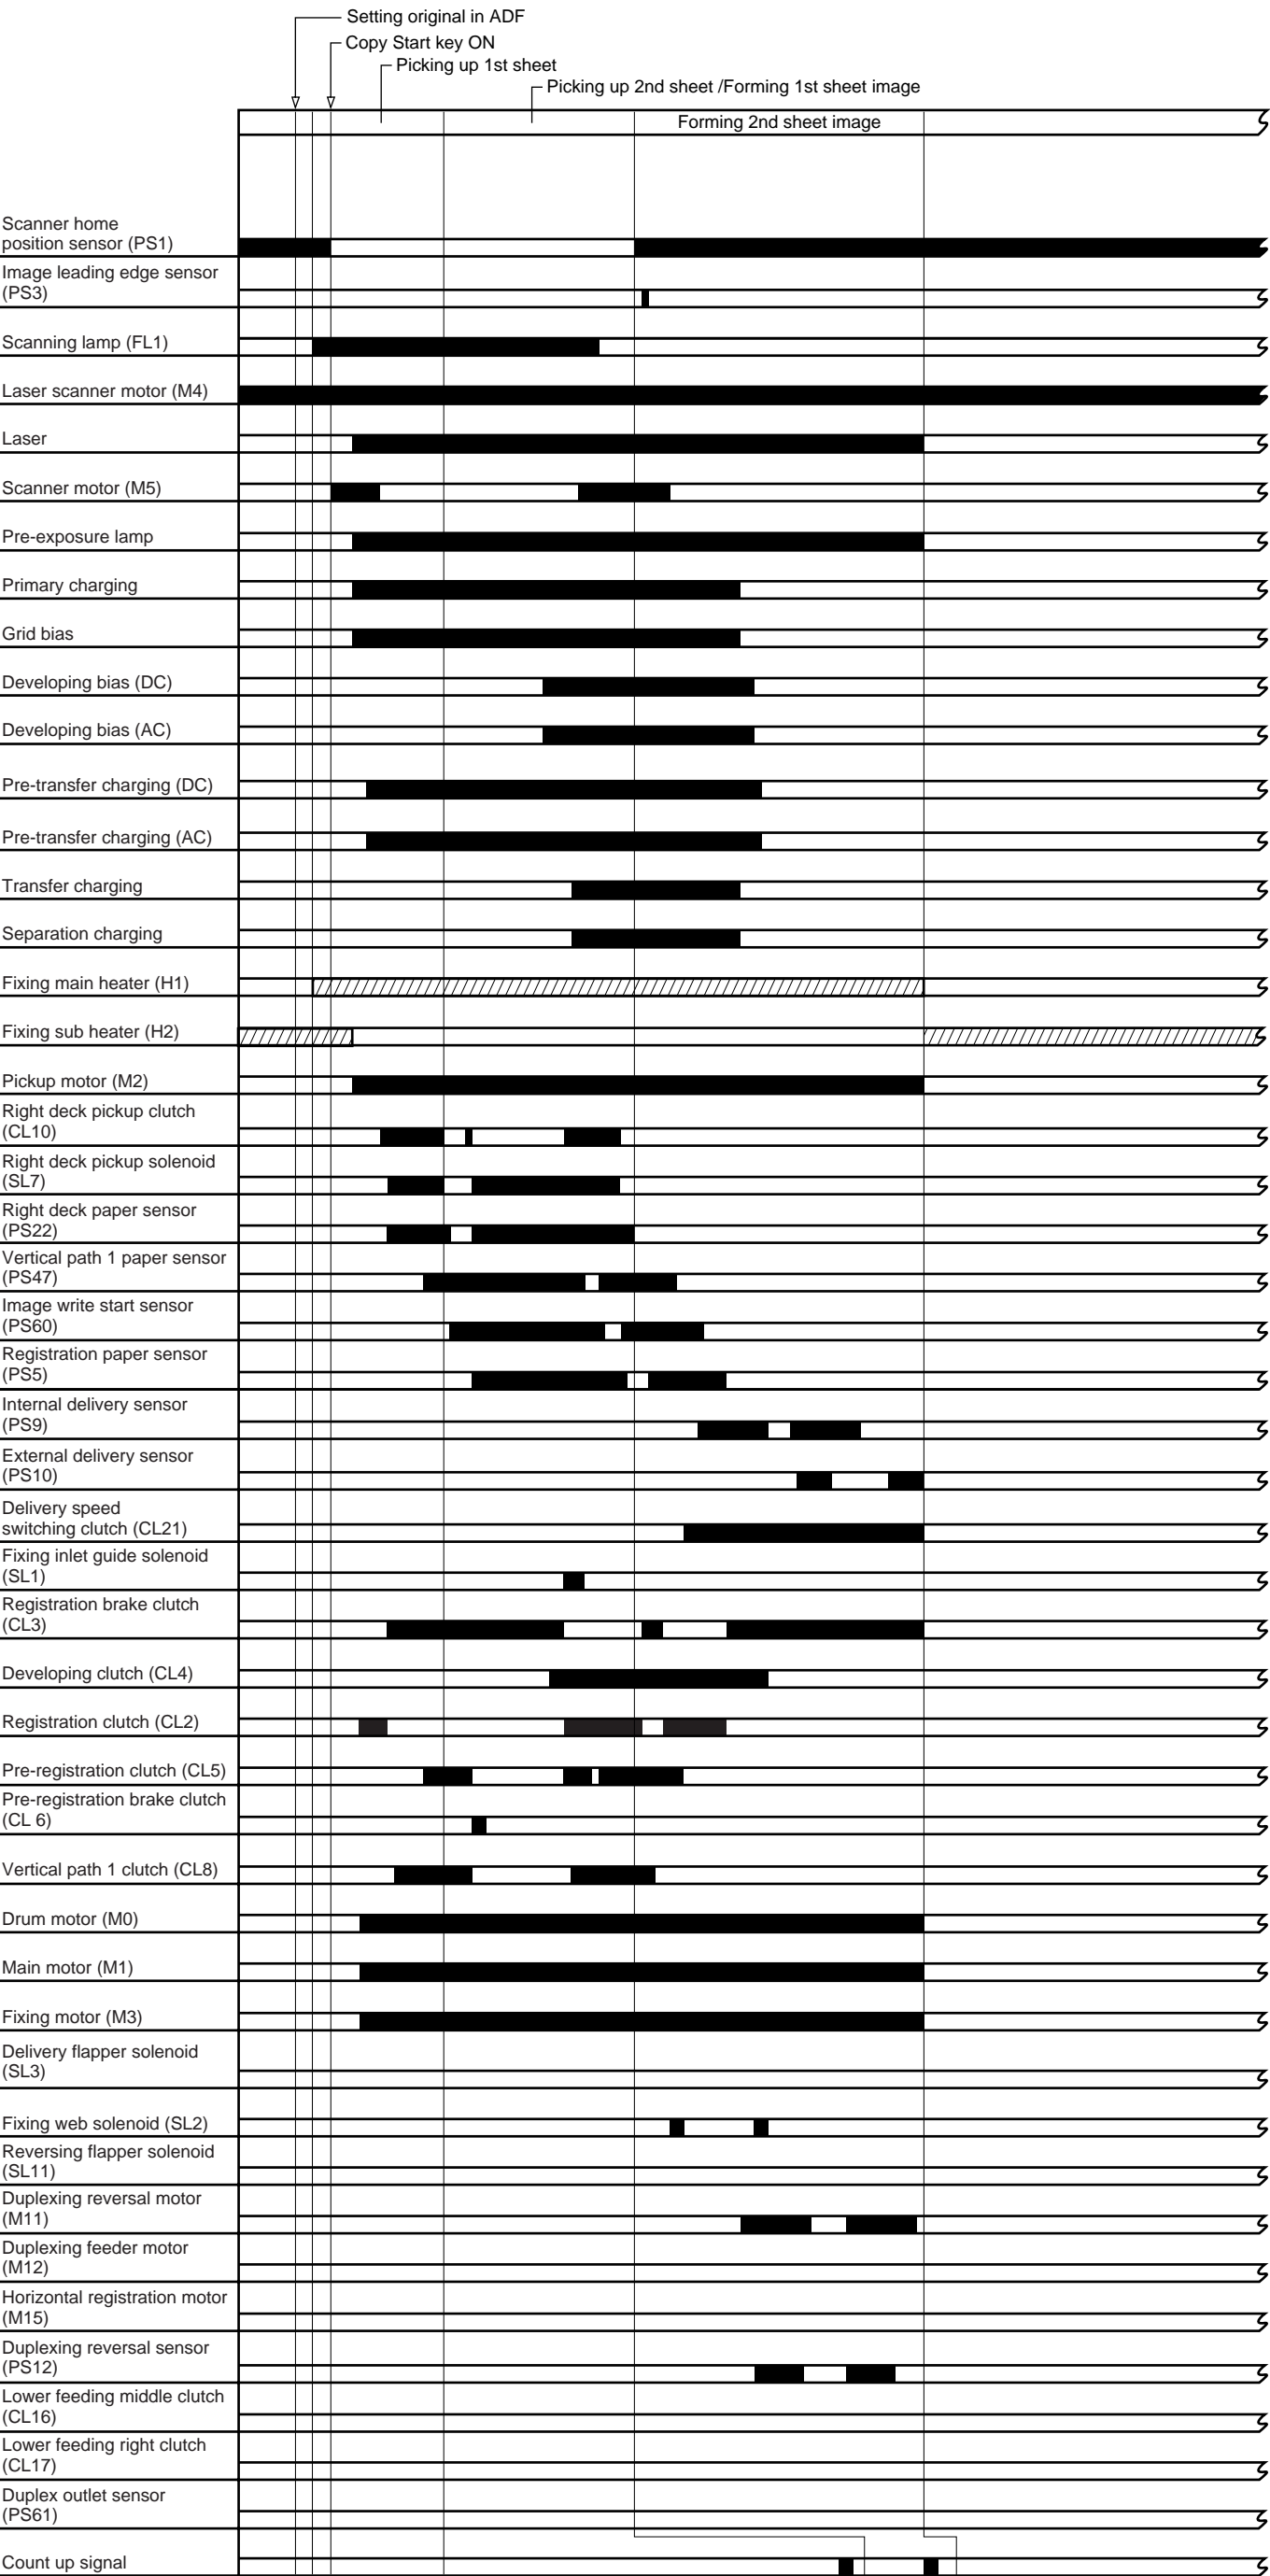 Setting original in ADF
Copy Start key ON
Picking up 1st sheet
Picking up 2nd sheet /Forming 1st sheet image
Forming 2nd sheet image
Scanner home
position sensor (PS1)
Image leading edge sensor
(PS3)
Scanning lamp (FL1)
Laser scanner motor (M4)
Laser
Scanner motor (M5)
Pre-exposure lamp
Primary charging
Grid bias
Developing bias (DC)
Developing bias (AC)
Pre-transfer charging (DC)
Pre-transfer charging (AC)
Transfer charging
Separation charging
Fixing main heater (H1)
Fixing sub heater (H2)
Pickup motor (M2)
Right deck pickup clutch
(CL10)
Right deck pickup solenoid
(SL7)
Right deck paper sensor
(PS22)
Vertical path 1 paper sensor
(PS47)
Image write start sensor
(PS60)
Registration paper sensor
(PS5)
Internal delivery sensor
(PS9)
External delivery sensor
(PS10)
Delivery speed
switching clutch (CL21)
Fixing inlet guide solenoid
(SL1)
Registration brake clutch
(CL3)
Developing clutch (CL4)
Registration clutch (CL2)
Pre-registration clutch (CL5)
Pre-registration brake clutch
(CL 6)
Vertical path 1 clutch (CL8)
Drum motor (M0)
Main motor (M1)
Fixing motor (M3)
Delivery flapper solenoid
(SL3)
Fixing web solenoid (SL2)
Reversing flapper solenoid
(SL11)
Duplexing reversal motor
(M11)
Duplexing feeder motor
(M12)
Horizontal registration motor
(M15)
Duplexing reversal sensor
(PS12)
Lower feeding middle clutch
(CL16)
Lower feeding right clutch
(CL17)
Duplex outlet sensor
(PS61)
Count up signal